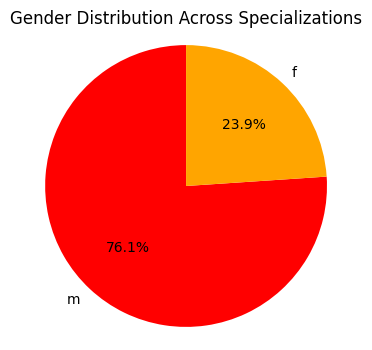 Gender Distribution Across Specializations
f
23.9%
76.1%
m